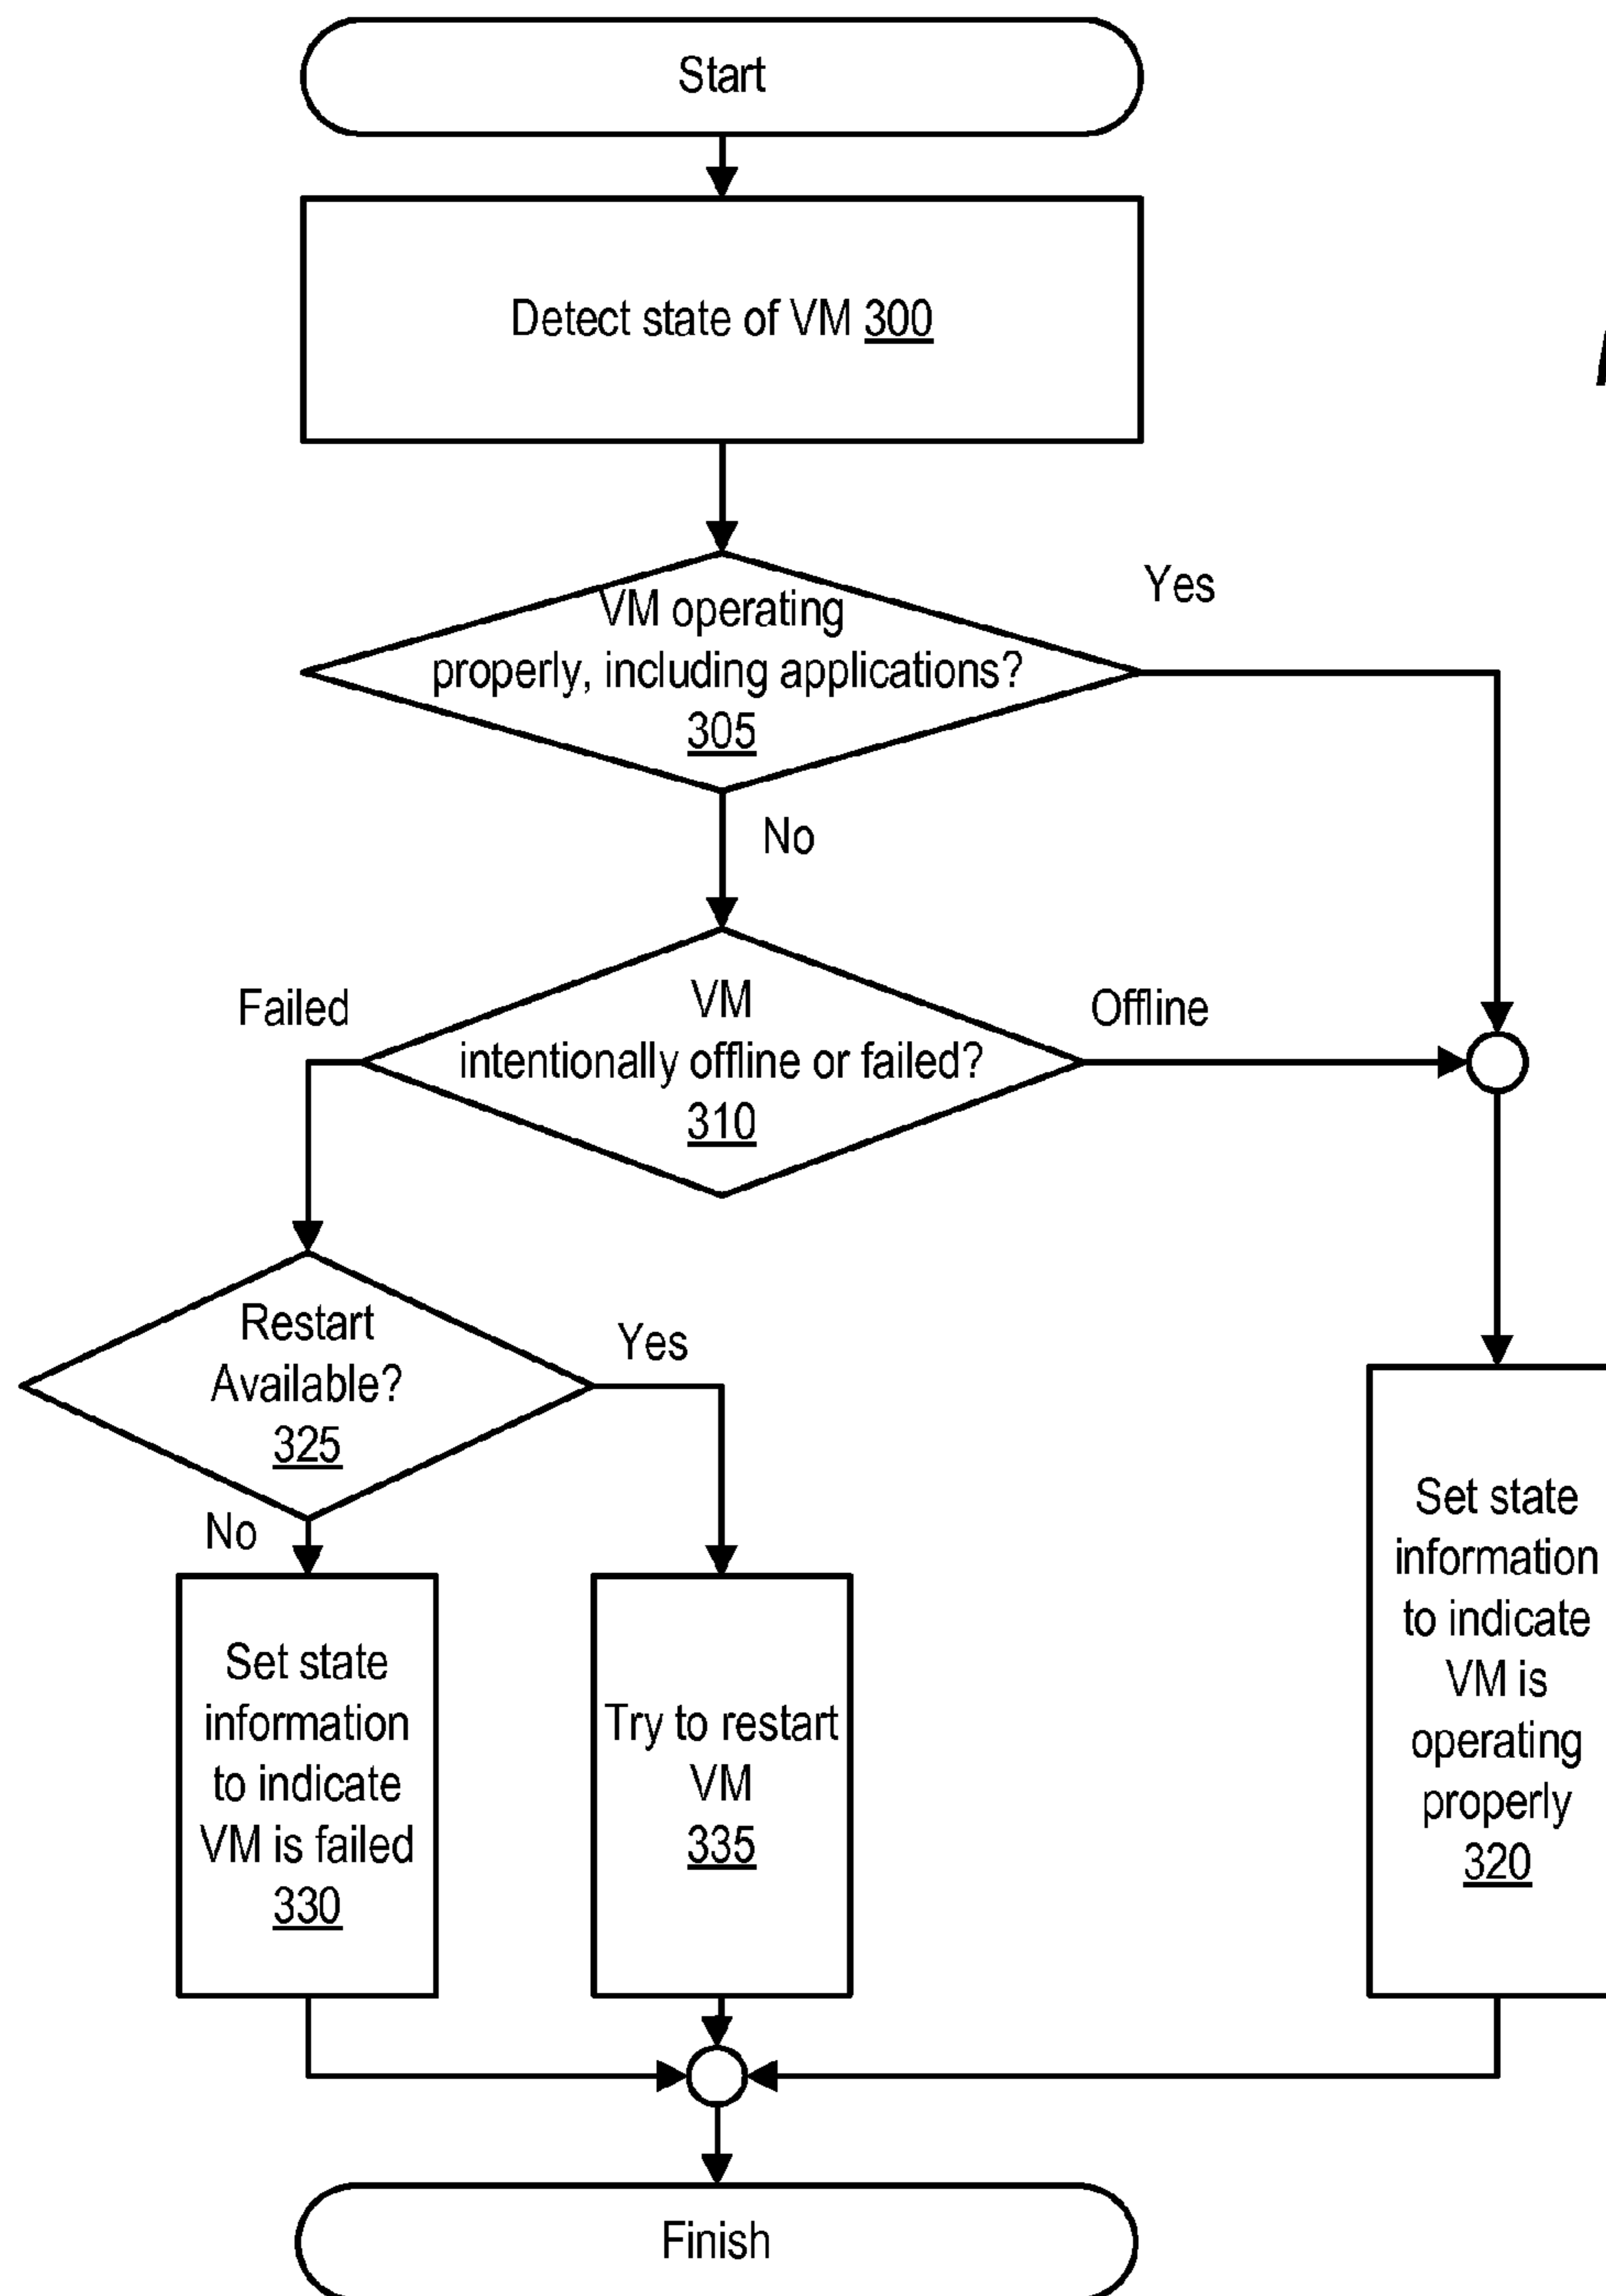 Start
Detect state of VM 300
Yes
VM operating
properly, including applications?
305
No
Failed
VM
intentionally offline or failed?
310
Offline
Restart
Available?
325
Yes
No
Set state
information
to indicate
VM is failed
330
Try to restart
VM
335
Set state
information
to indicate
VM is
operating
properly
320
Finish